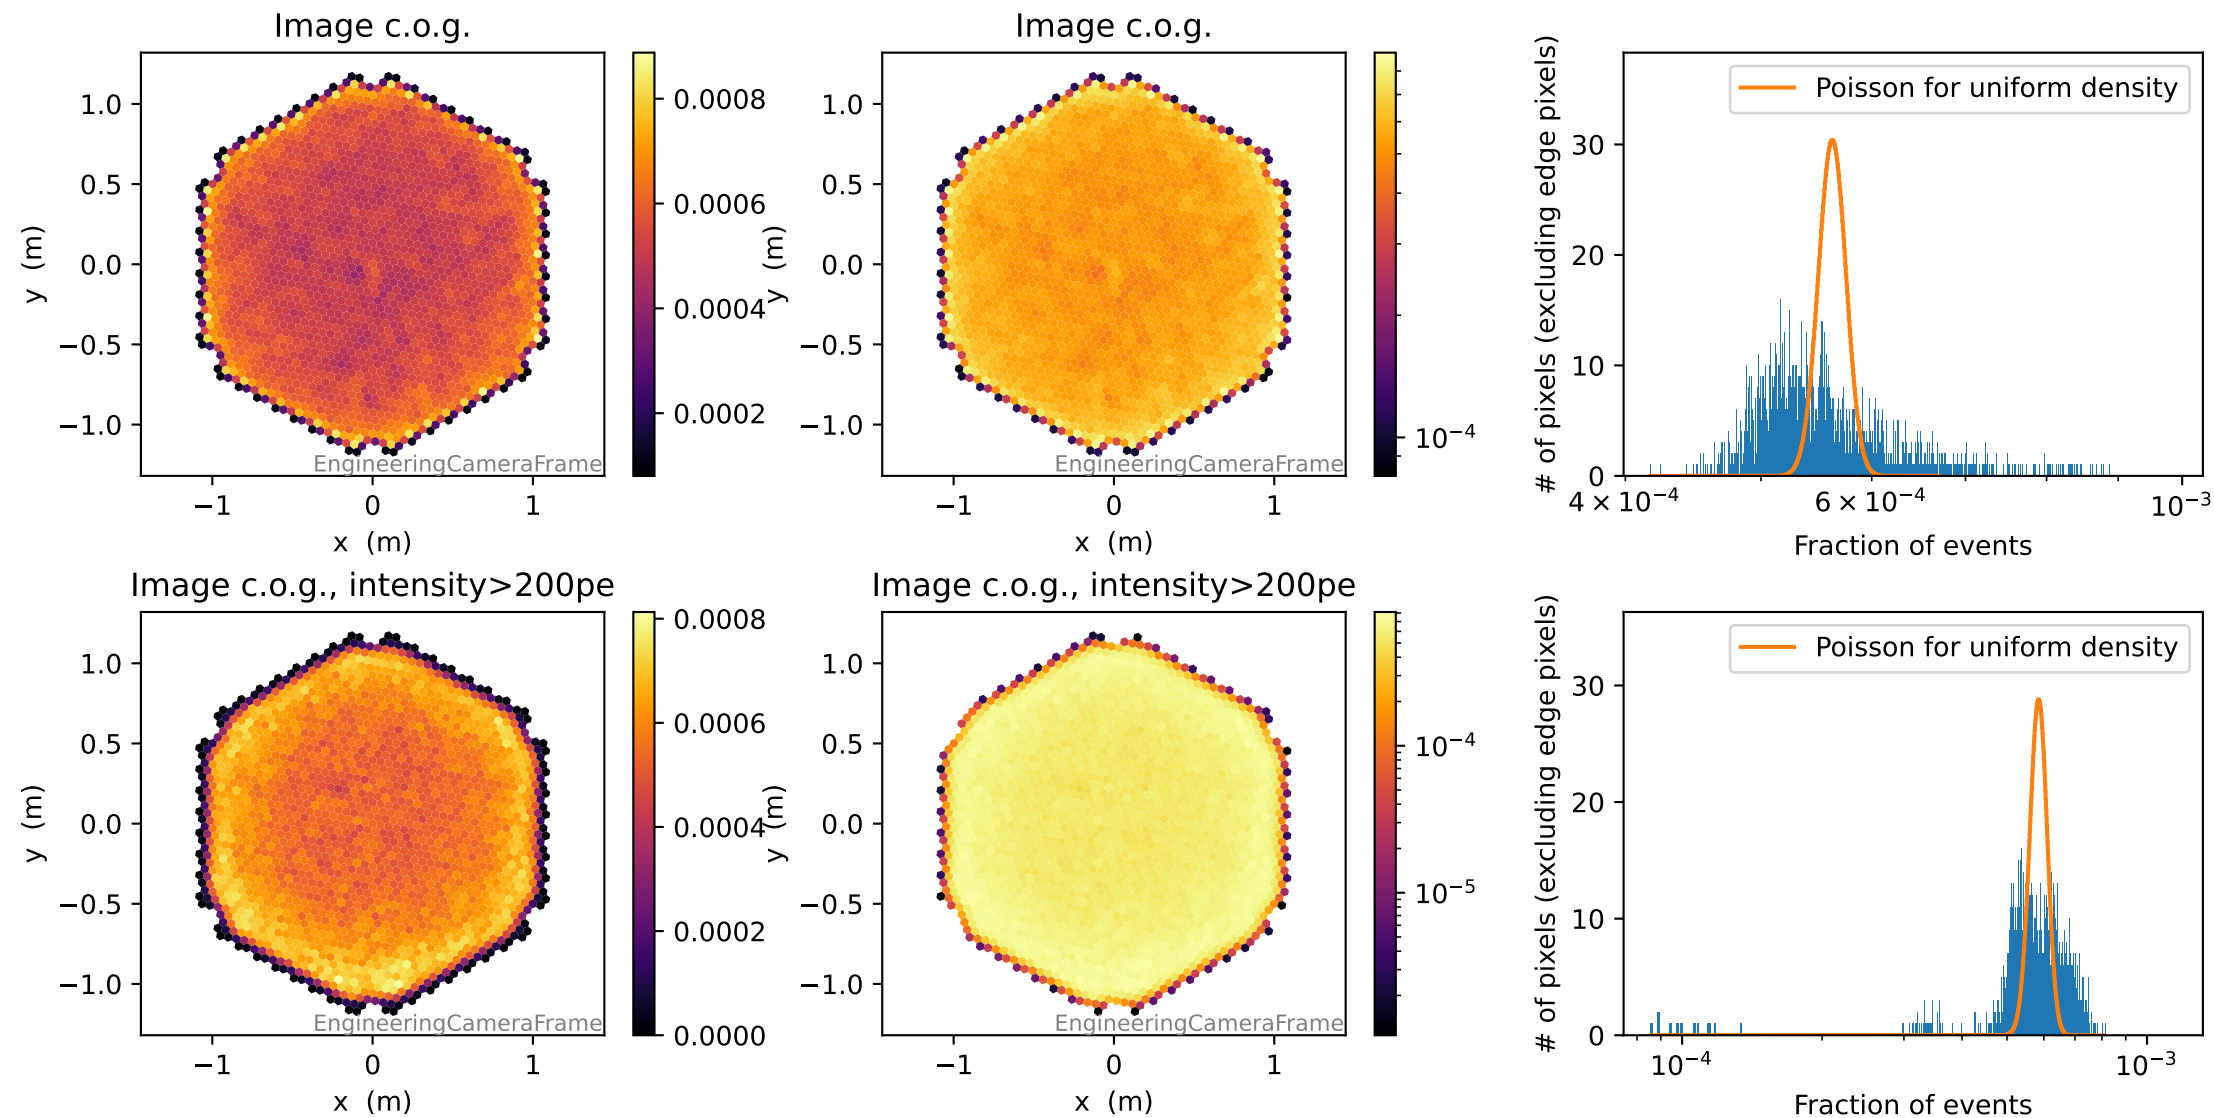 Image c.o.g.
1.0
0.5
0.0
−0.5
−1.0
y (m)
−1 0 1
x (m)
EngineeringCameraFrame
0.0008
0.0006
0.0004
0.0002
Image c.o.g.
1.0
0.5
0.0
−0.5
−1.0
y (m)
−1 0 1
x (m)
EngineeringCameraFrame
10⁻⁴
Poisson for uniform density
30
20
10
0
# of pixels (excluding edge pixels)
4 × 10⁻⁴ 6 × 10⁻⁴ 10⁻³
Fraction of events
Image c.o.g., intensity>200pe
1.0
0.5
0.0
−0.5
−1.0
y (m)
−1 0 1
x (m)
EngineeringCameraFrame
0.0008
0.0006
0.0004
0.0002
0.0000
Image c.o.g., intensity>200pe
1.0
0.5
0.0
−0.5
−1.0
y (m)
−1 0 1
x (m)
EngineeringCameraFrame
10⁻⁴
10⁻⁵
Poisson for uniform density
30
20
10
0
# of pixels (excluding edge pixels)
10⁻⁴ 10⁻³
Fraction of events